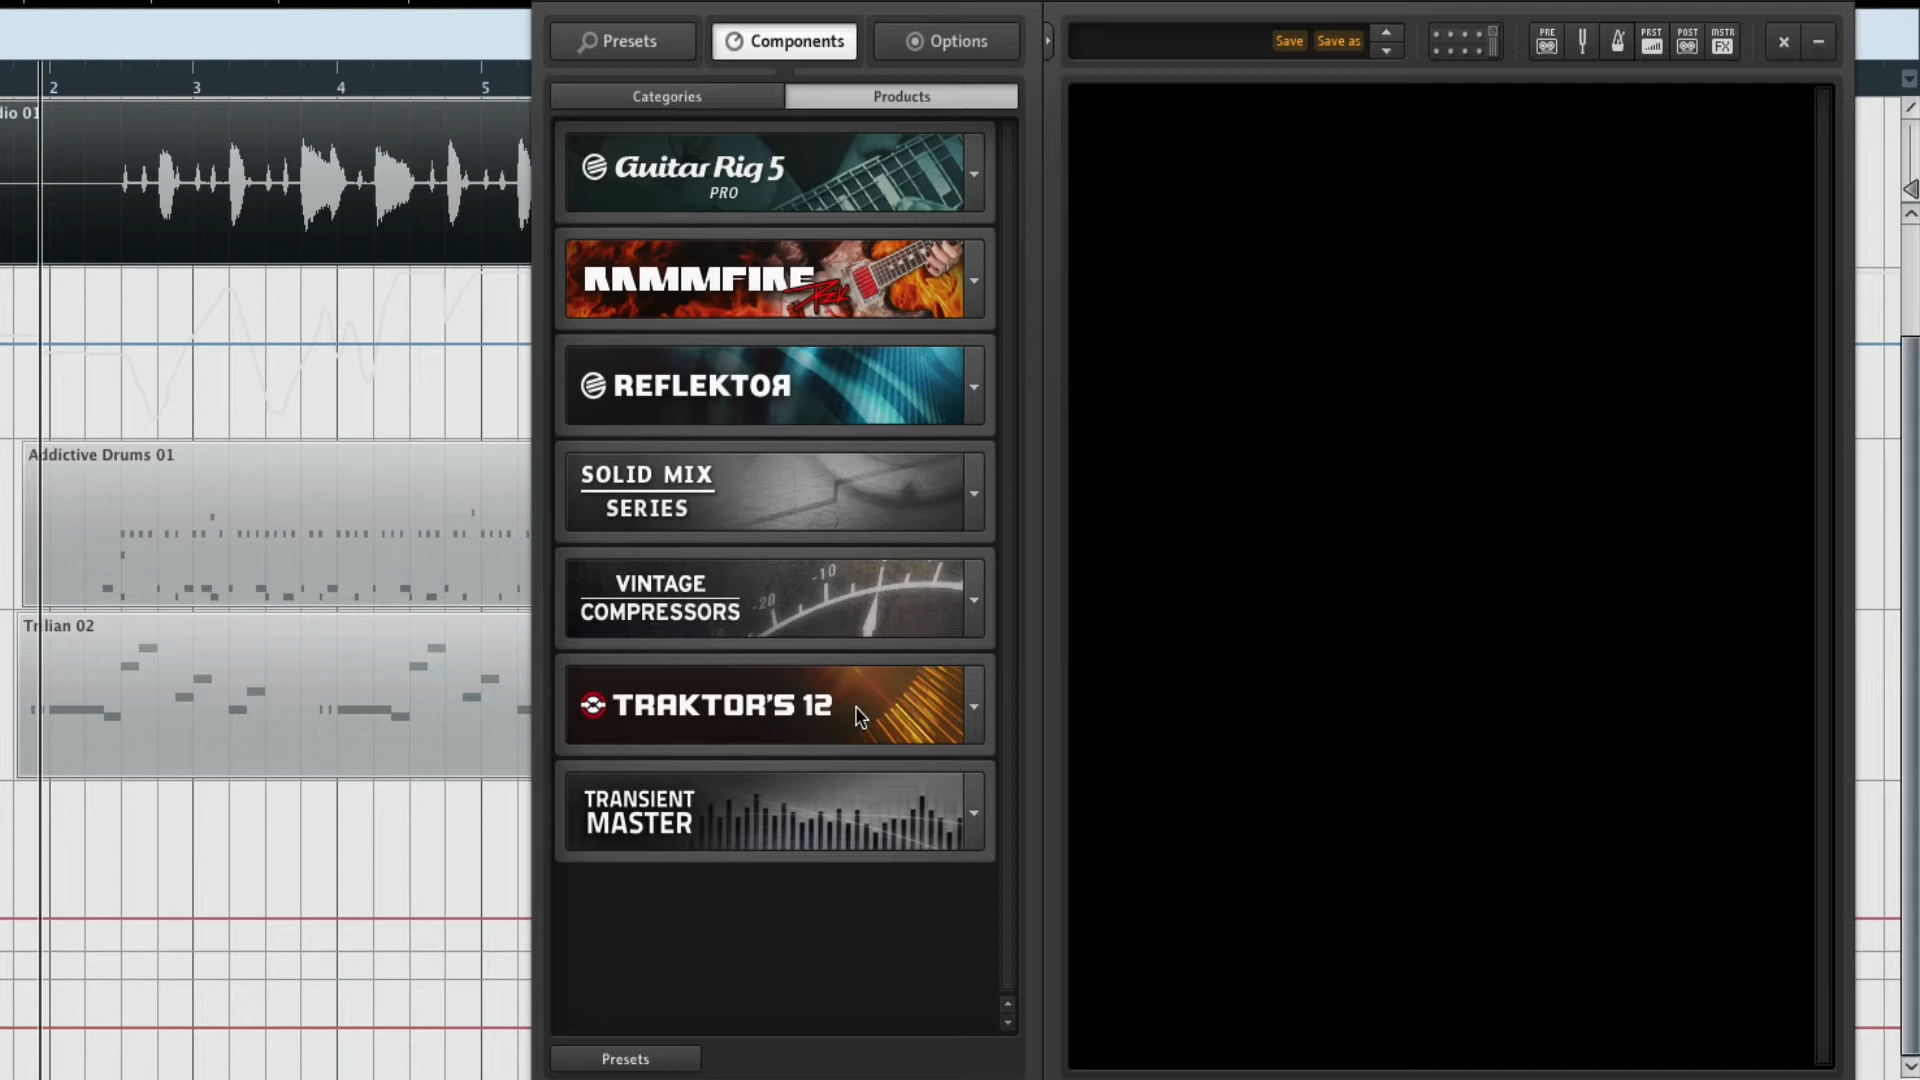 Presets
Components
Options
Save
Save as
PRE
PRST
POST
MSTR
FX
Categories
Products
2
3
4
5
dio 01
Guitar Rig 5
PRO
RAMMFIRE
RZK
REFLEKTOR
Addictive Drums 01
SOLID MIX
SERIES
VINTAGE
COMPRESSORS
-20
-10
Trilian 02
TRAKTOR'S 12
TRANSIENT
MASTER
Presets